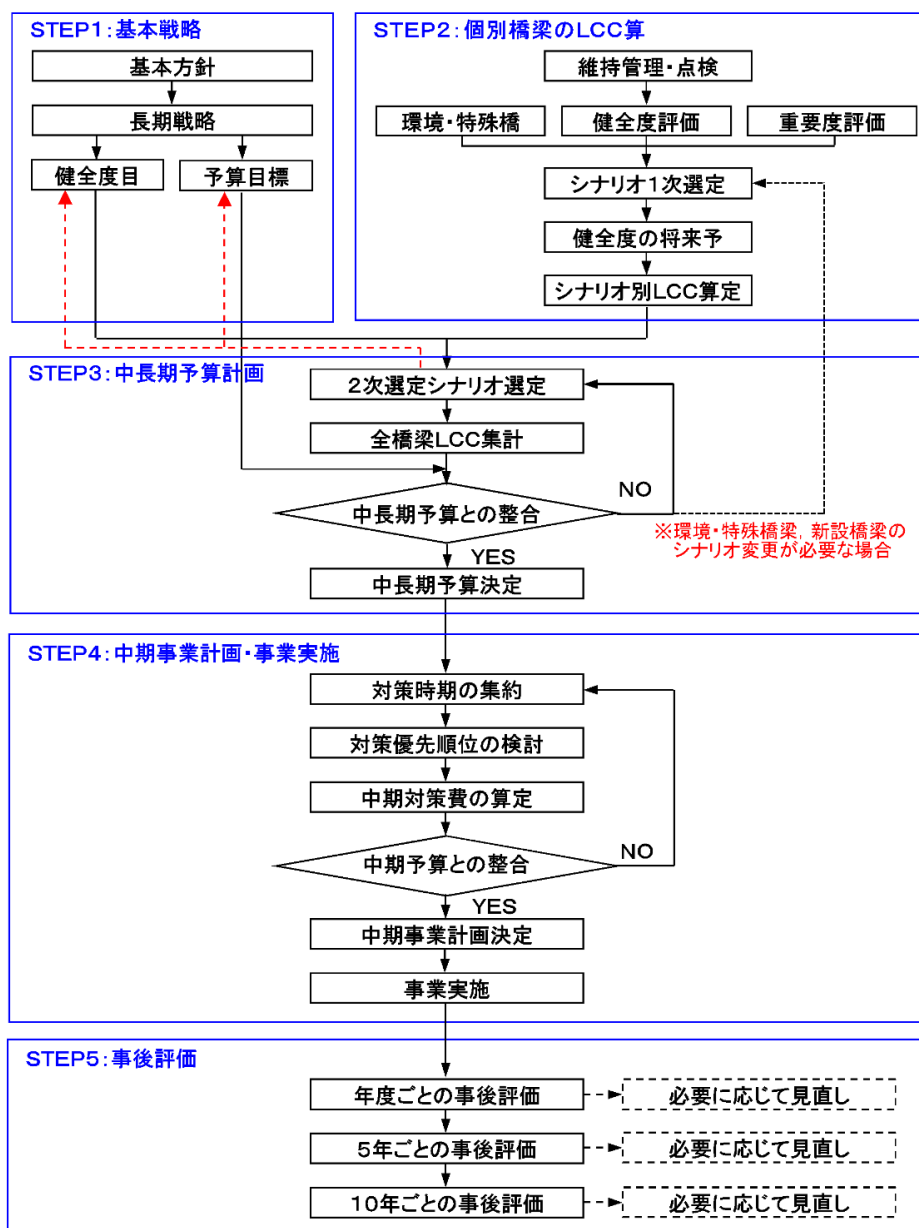 STEP1:基本戦略
基本方針
長期戦略
健全度目
予算目標
STEP2:個別橋梁のLCC算
維持管理・点検
環境・特殊橋
健全度評価
重要度評価
シナリオ1次選定
健全度の将来予
シナリオ別LCC算定
STEP3:中長期予算計画
2次選定シナリオ選定
全橋梁LCC集計
中長期予算との整合
NO
※環境・特殊橋梁,新設橋梁の
シナリオ変更が必要な場合
YES
中長期予算決定
STEP4:中期事業計画・事業実施
対策時期の集約
対策優先順位の検討
中期対策費の算定
中期予算との整合
NO
YES
中期事業計画決定
事業実施
STEP5:事後評価
年度ごとの事後評価
必要に応じて見直し
5年ごとの事後評価
必要に応じて見直し
10年ごとの事後評価
必要に応じて見直し